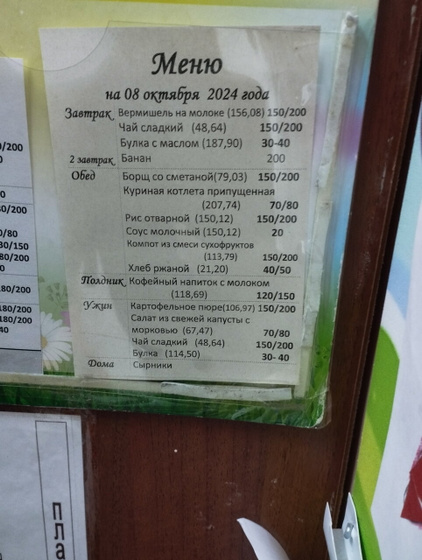 Меню
на 08 октября 2024 года
Завтрак Вермишель на молоке (156,08) 150/200
Чай сладкий (48,64) 150/200
Булка с маслом (187,90) 30-40
2 завтрак Банан 200
Обед Борщ со сметаной(79,03) 150/200
Куриная котлета припущенная
(207,74) 70/80
Рис отварной (150,12) 150/200
Соус молочный (150,12) 20
Компот из смеси сухофруктов
(113,79) 150/200
Хлеб ржаной (21,20) 40/50
Полдник Кофейный напиток с молоком
(118,69) 120/150
Ужин Картофельное пюре(106,97) 150/200
Салат из свежей капусты с
морковью (67,47) 70/80
Чай сладкий (48,64) 150/200
Булка (114,50) 30-40
Дома Сырники